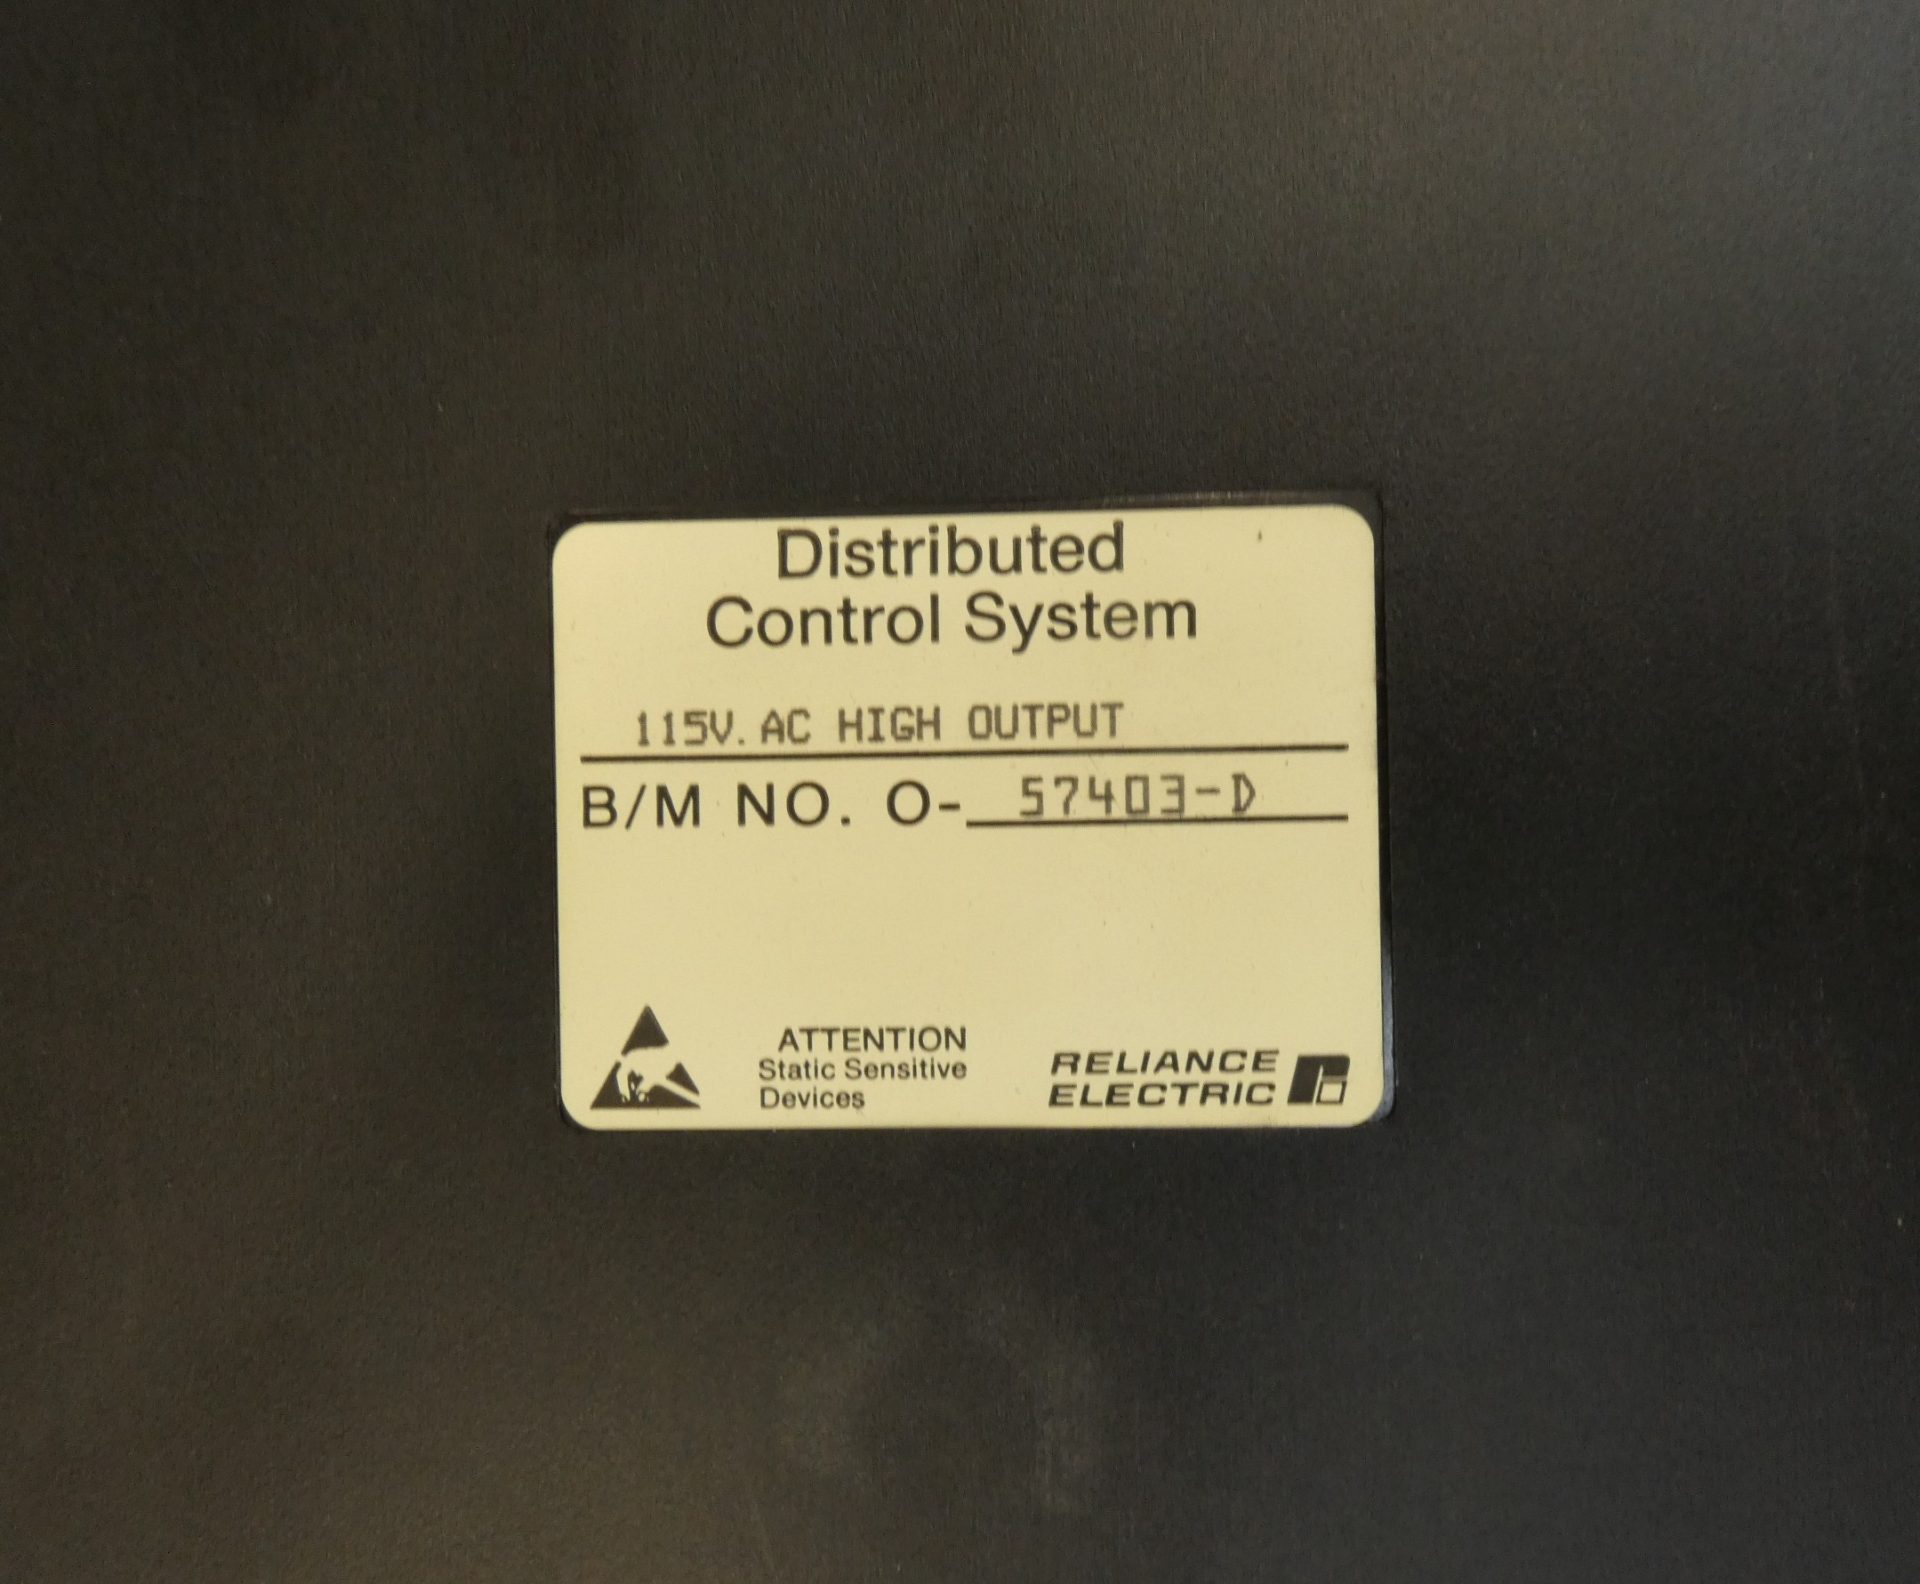 Distributed
Control System
115V. AC HIGH OUTPUT
B/M NO. O- 57403-D
ATTENTION
Static Sensitive
Devices
RELIANCE
ELECTRIC